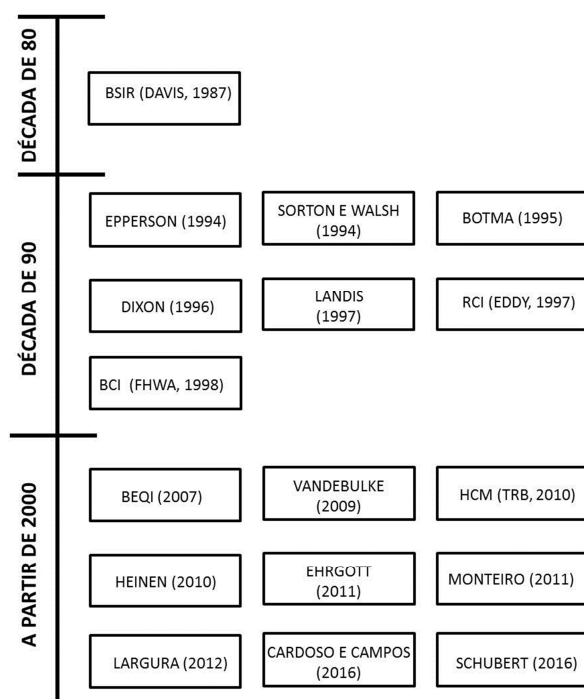 DÉCADA DE 80
BSIR (DAVIS, 1987)
DÉCADA DE 90
EPPERSON (1994)
SORTON E WALSH
(1994)
BOTMA (1995)
DIXON (1996)
LANDIS
(1997)
RCI (EDDY, 1997)
BCI (FHWA, 1998)
A PARTIR DE 2000
BEQI (2007)
VANDEBULKE
(2009)
HCM (TRB, 2010)
HEINEN (2010)
EHRGOTT
(2011)
MONTEIRO (2011)
LARGURA (2012)
CARDOSO E CAMPOS
(2016)
SCHUBERT (2016)